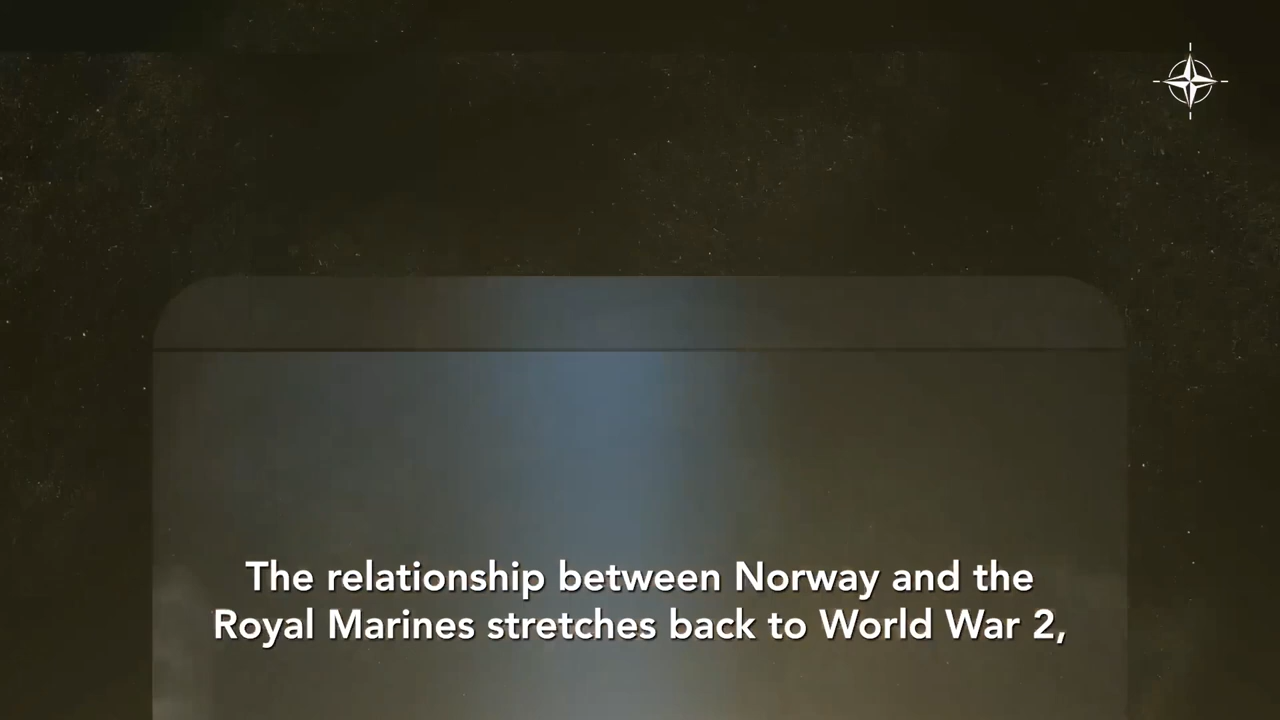 The relationship between Norway and the
Royal Marines stretches back to World War 2,